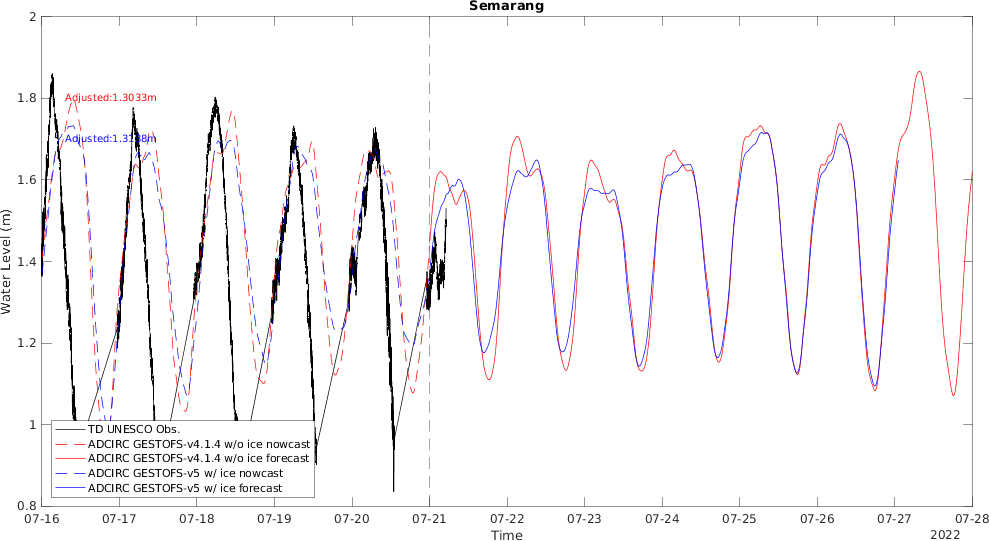 Semarang
2
1.8
1.6
1.4
1.2
1
0.8
Water Level (m)
Adjusted:1.3033m
TD UNESCO Obs.
ADCIRC GESTOFS-v4.1.4 w/o ice nowcast
ADCIRC GESTOFS-v4.1.4 w/o ice forecast
ADCIRC GESTOFS-v5 w/ ice nowcast
ADCIRC GESTOFS-v5 w/ ice forecast
07-16 07-17 07-18 07-19 07-20 07-21 07-22 07-23 07-24 07-25 07-26 07-27 07-28
Time
2022